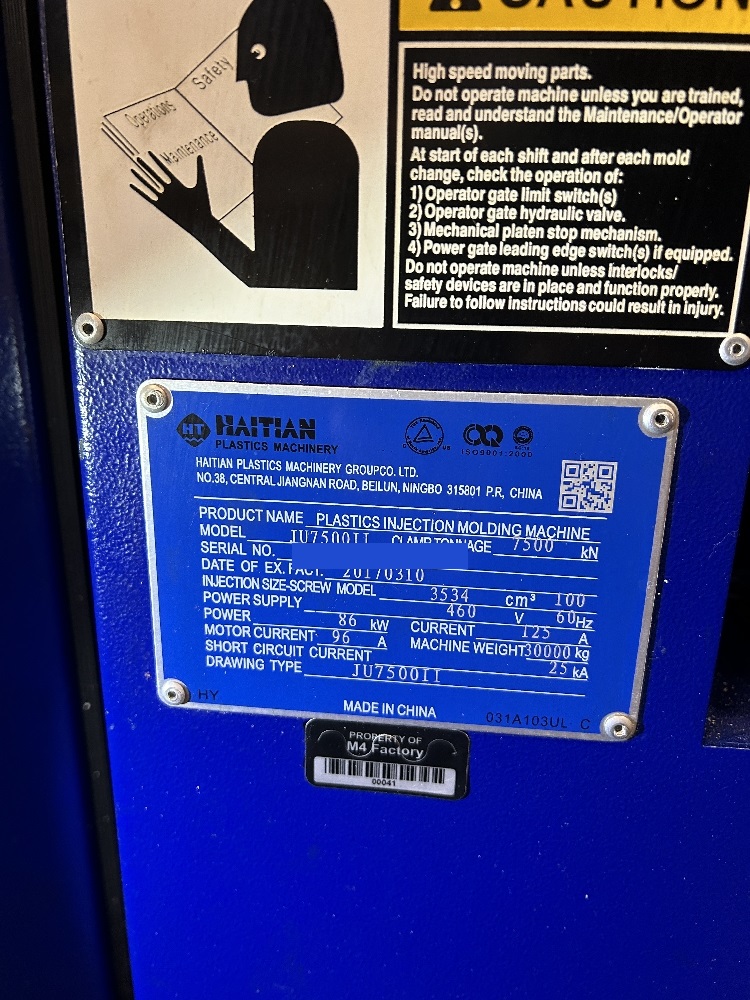 CAUTION
Safety
Operations
Maintenance
High speed moving parts.
Do not operate machine unless you are trained,
read and understand the Maintenance/Operator
manual(s).
At start of each shift and after each mold
change, check the operation of:
1) Operator gate limit switch(s)
2) Operator gate hydraulic valve.
3) Mechanical platen stop mechanism.
4) Power gate leading edge switch(s) if equipped.
Do not operate machine unless interlocks/
safety devices are in place and function properly.
Failure to follow instructions could result in injury.
HT HAITIAN
PLASTICS MACHINERY
ISO9001:2000
HAITIAN PLASTICS MACHINERY GROUPCO. LTD.
NO.38, CENTRAL JIANGNAN ROAD, BEILUN, NINGBO 315801 P.R, CHINA
PRODUCT NAME PLASTICS INJECTION MOLDING MACHINE
MODEL JU7500II CLAMP TONNAGE 7500 kN
SERIAL NO.
DATE OF EX. FACT. 20170310
INJECTION SIZE-SCREW MODEL 3534 cm³ 100
POWER SUPPLY 460 V 60Hz
POWER 86 kW CURRENT 125 A
MOTOR CURRENT 96 A MACHINE WEIGHT 30000 kg
SHORT CIRCUIT CURRENT 25 kA
DRAWING TYPE JU7500II
MADE IN CHINA
HY
031A103UL C
PROPERTY OF
M4 Factory
00041